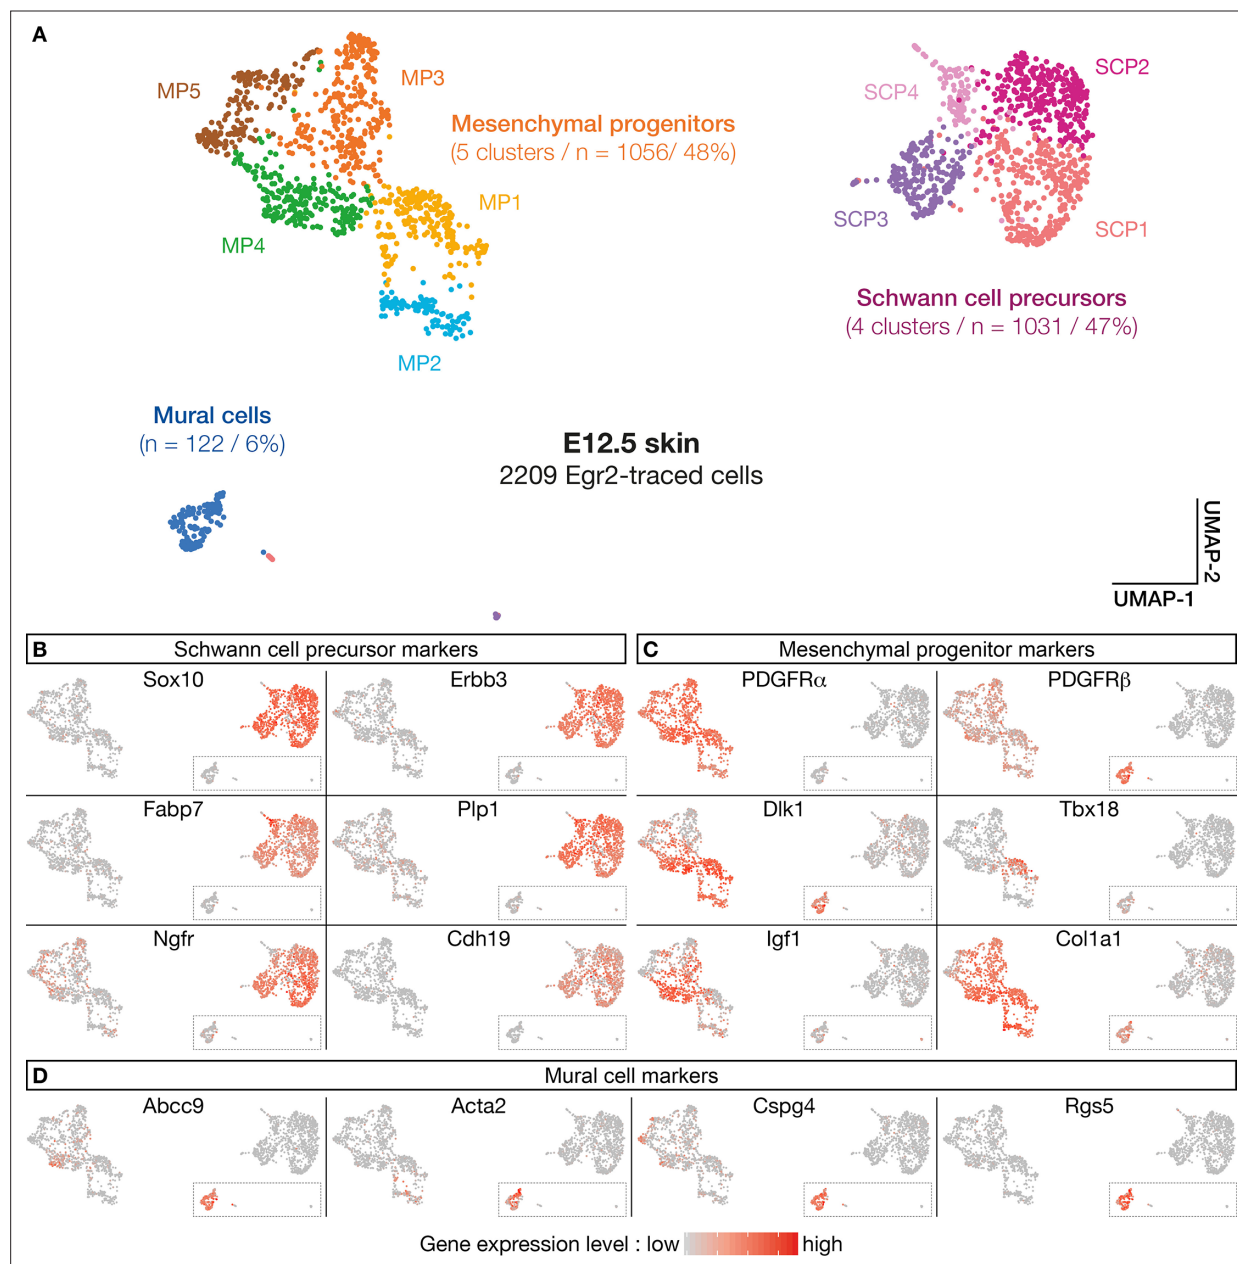 A
MP5
MP3
Mesenchymal progenitors
(5 clusters / n = 1056/ 48%)
MP1
MP4
MP2
SCP4
SCP2
SCP3
SCP1
Schwann cell precursors
(4 clusters / n = 1031 / 47%)
Mural cells
(n = 122 / 6%)
E12.5 skin
2209 Egr2-traced cells
UMAP-2
UMAP-1
B
Schwann cell precursor markers
Sox10
Erbb3
Fabp7
Plp1
Ngfr
Cdh19
C
Mesenchymal progenitor markers
PDGFRα
PDGFRβ
Dlk1
Tbx18
Igf1
Col1a1
D
Mural cell markers
Abcc9
Acta2
Cspg4
Rgs5
Gene expression level : low
high